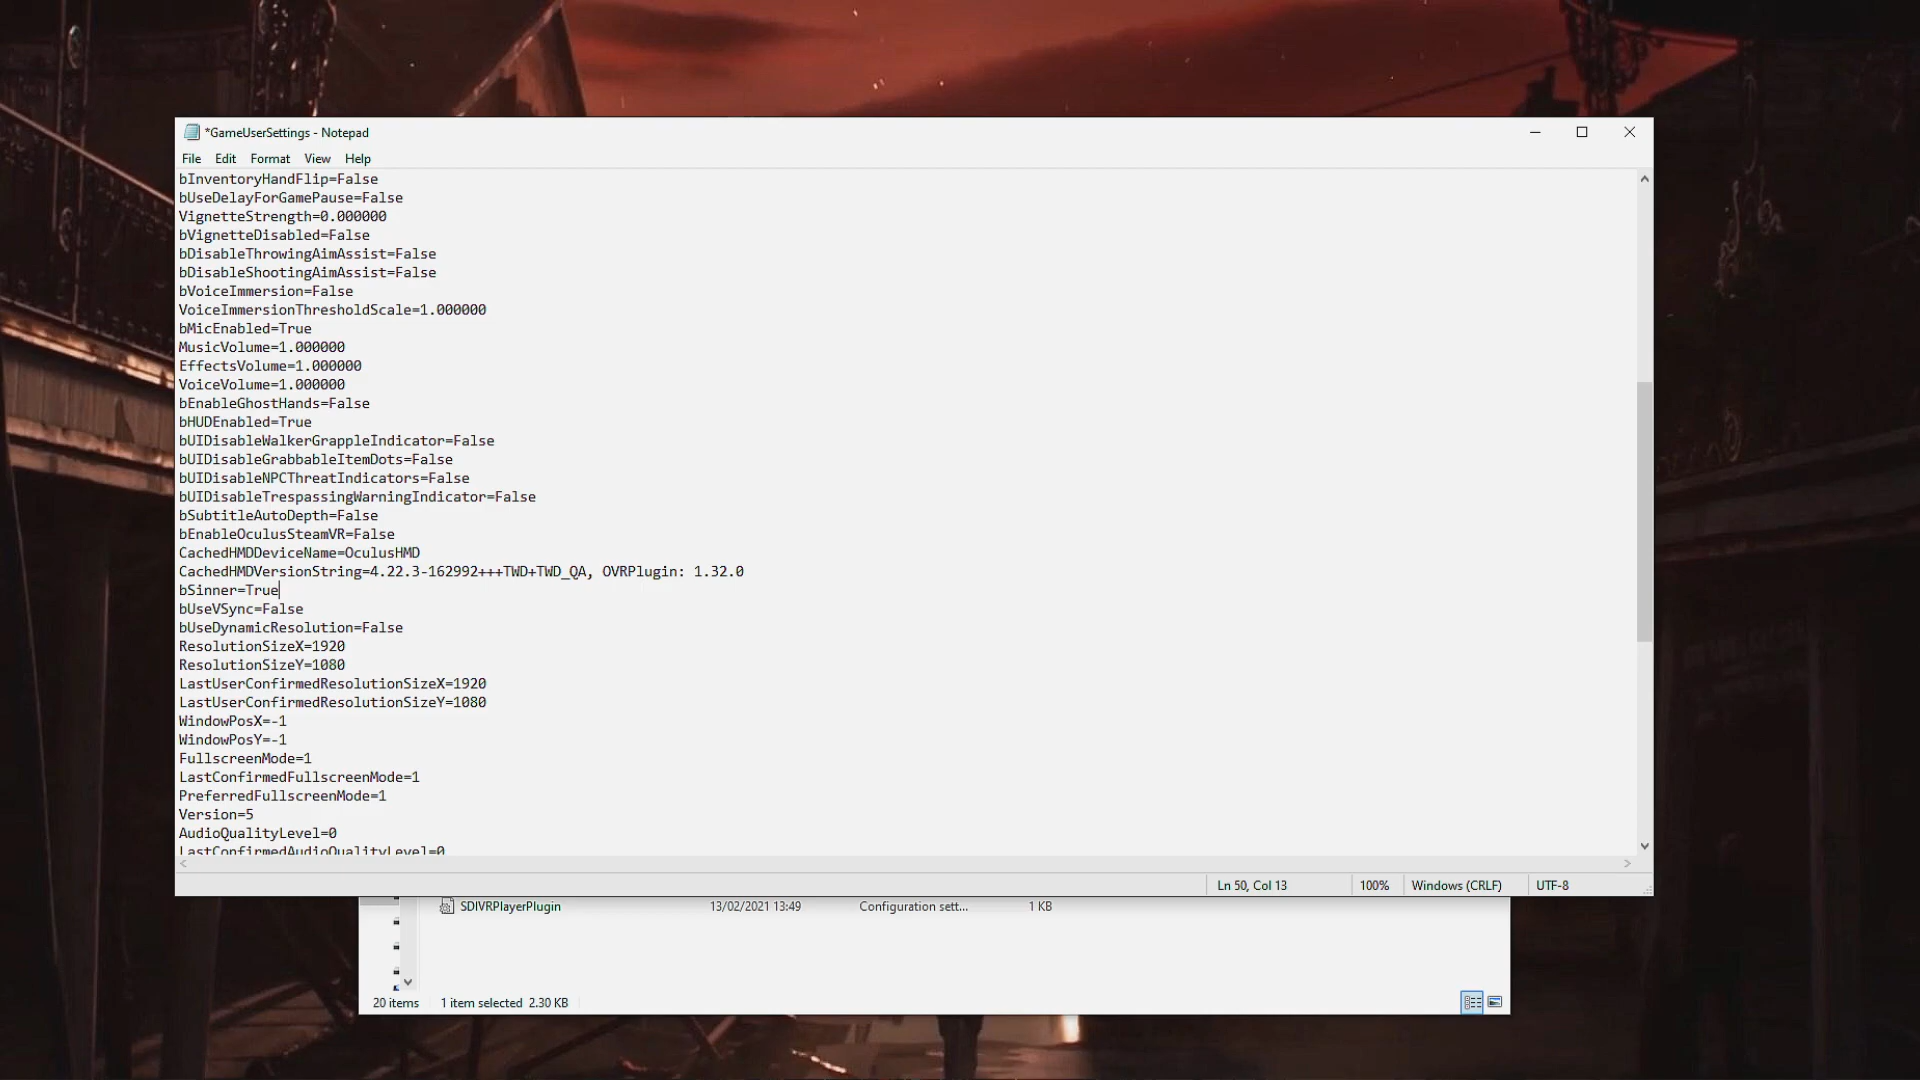 *GameUserSettings - Notepad
File Edit Format View Help
bInventoryHandFlip=False
bUseDelayForGamePause=False
VignetteStrength=0.000000
bVignetteDisabled=False
bDisableThrowingAimAssist=False
bDisableShootingAimAssist=False
bVoiceImmersion=False
VoiceImmersionThresholdScale=1.000000
bMicEnabled=True
MusicVolume=1.000000
EffectsVolume=1.000000
VoiceVolume=1.000000
bEnableGhostHands=False
bHUDEnabled=True
bUIDisableWalkerGrappleIndicator=False
bUIDisableGrabbableItemDots=False
bUIDisableNPCThreatIndicators=False
bUIDisableTrespassingWarningIndicator=False
bSubtitleAutoDepth=False
bEnableOculusSteamVR=False
CachedHMDDeviceName=OculusHMD
CachedHMDVersionString=4.22.3-162992+++TWD+TWD_QA, OVRPlugin: 1.32.0
bSinner=True
bUseVSync=False
bUseDynamicResolution=False
ResolutionSizeX=1920
ResolutionSizeY=1080
LastUserConfirmedResolutionSizeX=1920
LastUserConfirmedResolutionSizeY=1080
WindowPosX=-1
WindowPosY=-1
FullscreenMode=1
LastConfirmedFullscreenMode=1
PreferredFullscreenMode=1
Version=5
AudioQualityLevel=0
LastConfirmedAudioQualityLevel=0
Ln 50, Col 13 100% Windows (CRLF) UTF-8
SDIVRPlayerPlugin 13/02/2021 13:49 Configuration sett... 1 KB
20 items 1 item selected 2.30 KB